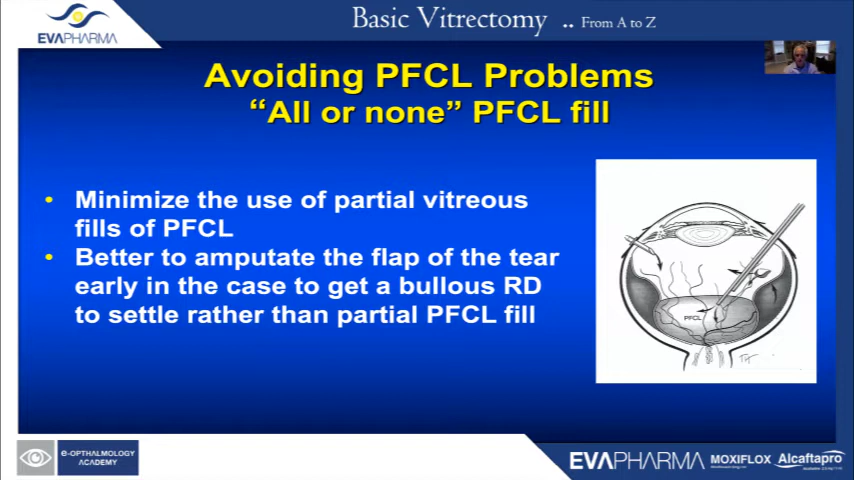 EVAPHARMA
Basic Vitrectomy .. From A to Z
Avoiding PFCL Problems
“All or none” PFCL fill
• Minimize the use of partial vitreous
fills of PFCL
• Better to amputate the flap of the tear
early in the case to get a bullous RD
to settle rather than partial PFCL fill
PFCL
e-OPTHALMOLOGY
ACADEMY
EVAPHARMA MOXIFLOX Alcaftapro